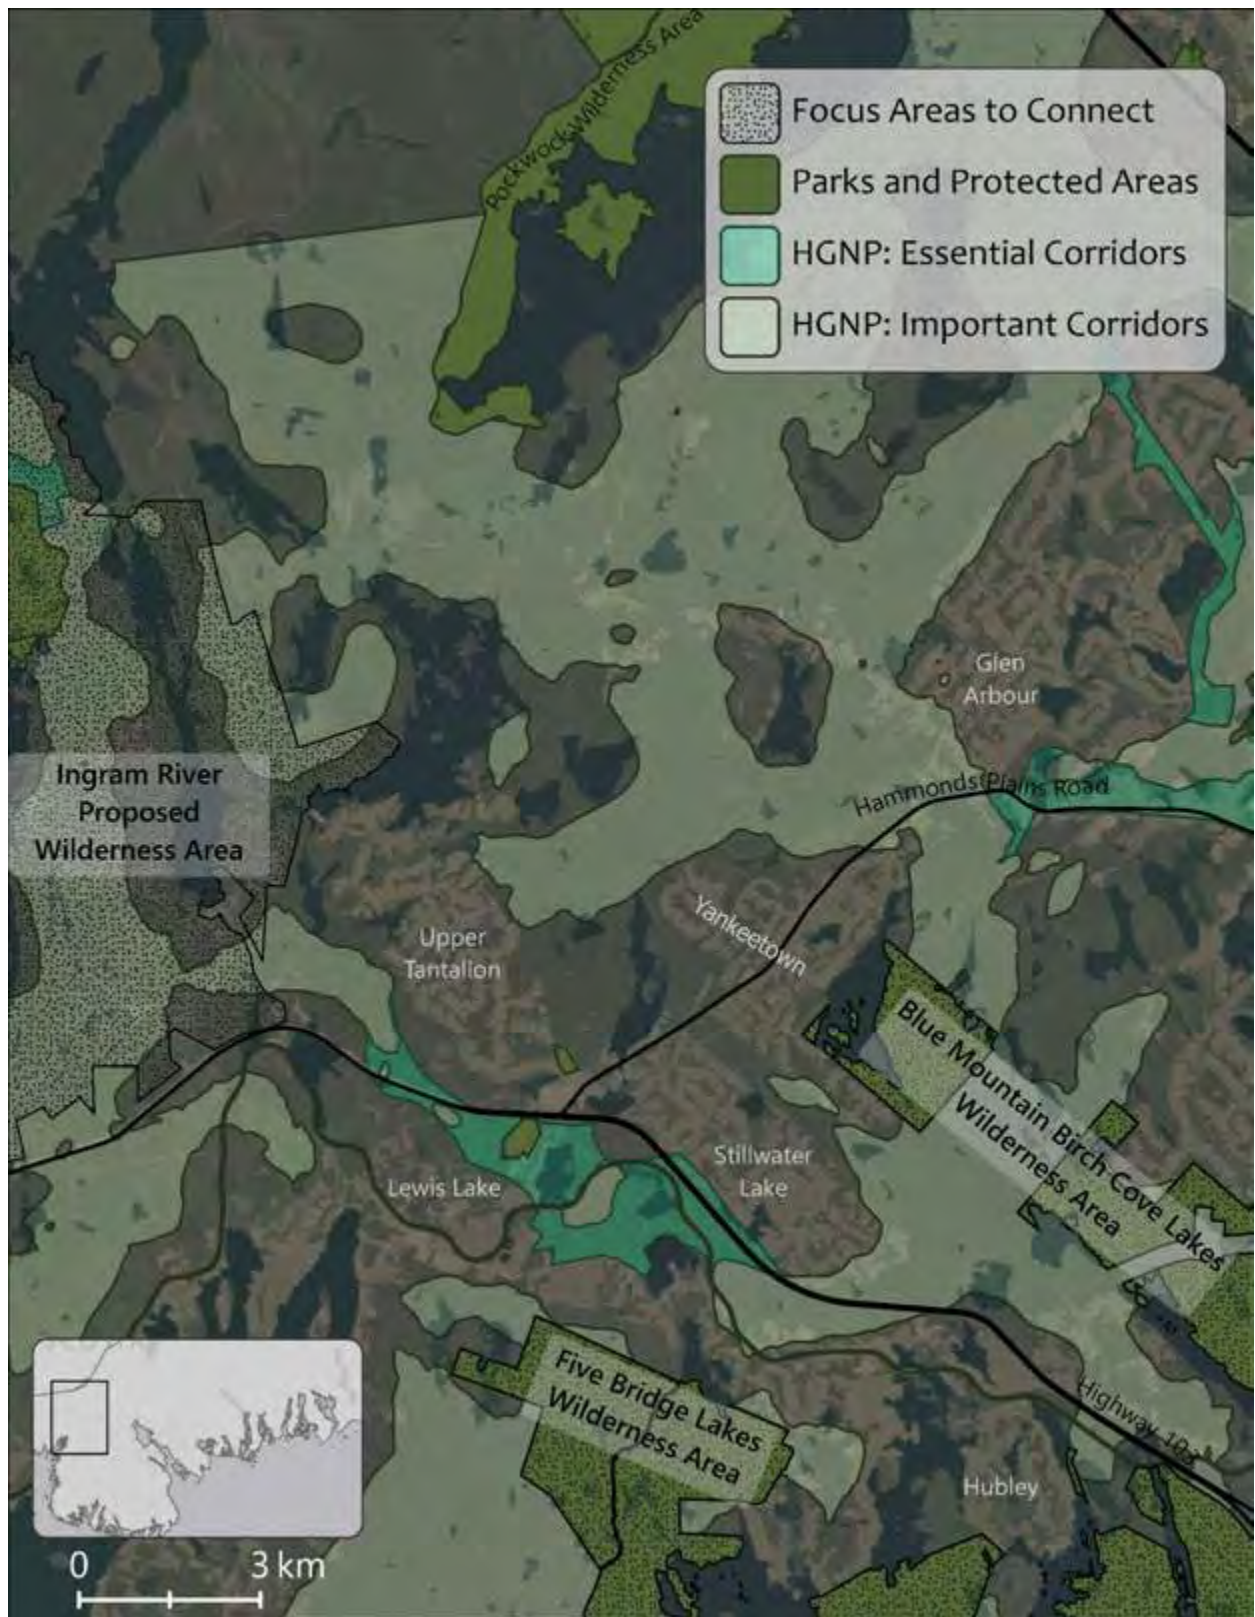 Pockwock Wilderness Area
Focus Areas to Connect
Parks and Protected Areas
HGNP: Essential Corridors
HGNP: Important Corridors
Glen
Arbour
Hammonds Plains Road
Ingram River
Proposed
Wilderness Area
Yankeetown
Upper
Tantallon
Blue Mountain Birch Cove Lakes
Wilderness Area
Stillwater
Lake
Lewis Lake
Five Bridge Lakes
Wilderness Area
Highway 103
Hubley
0 3 km